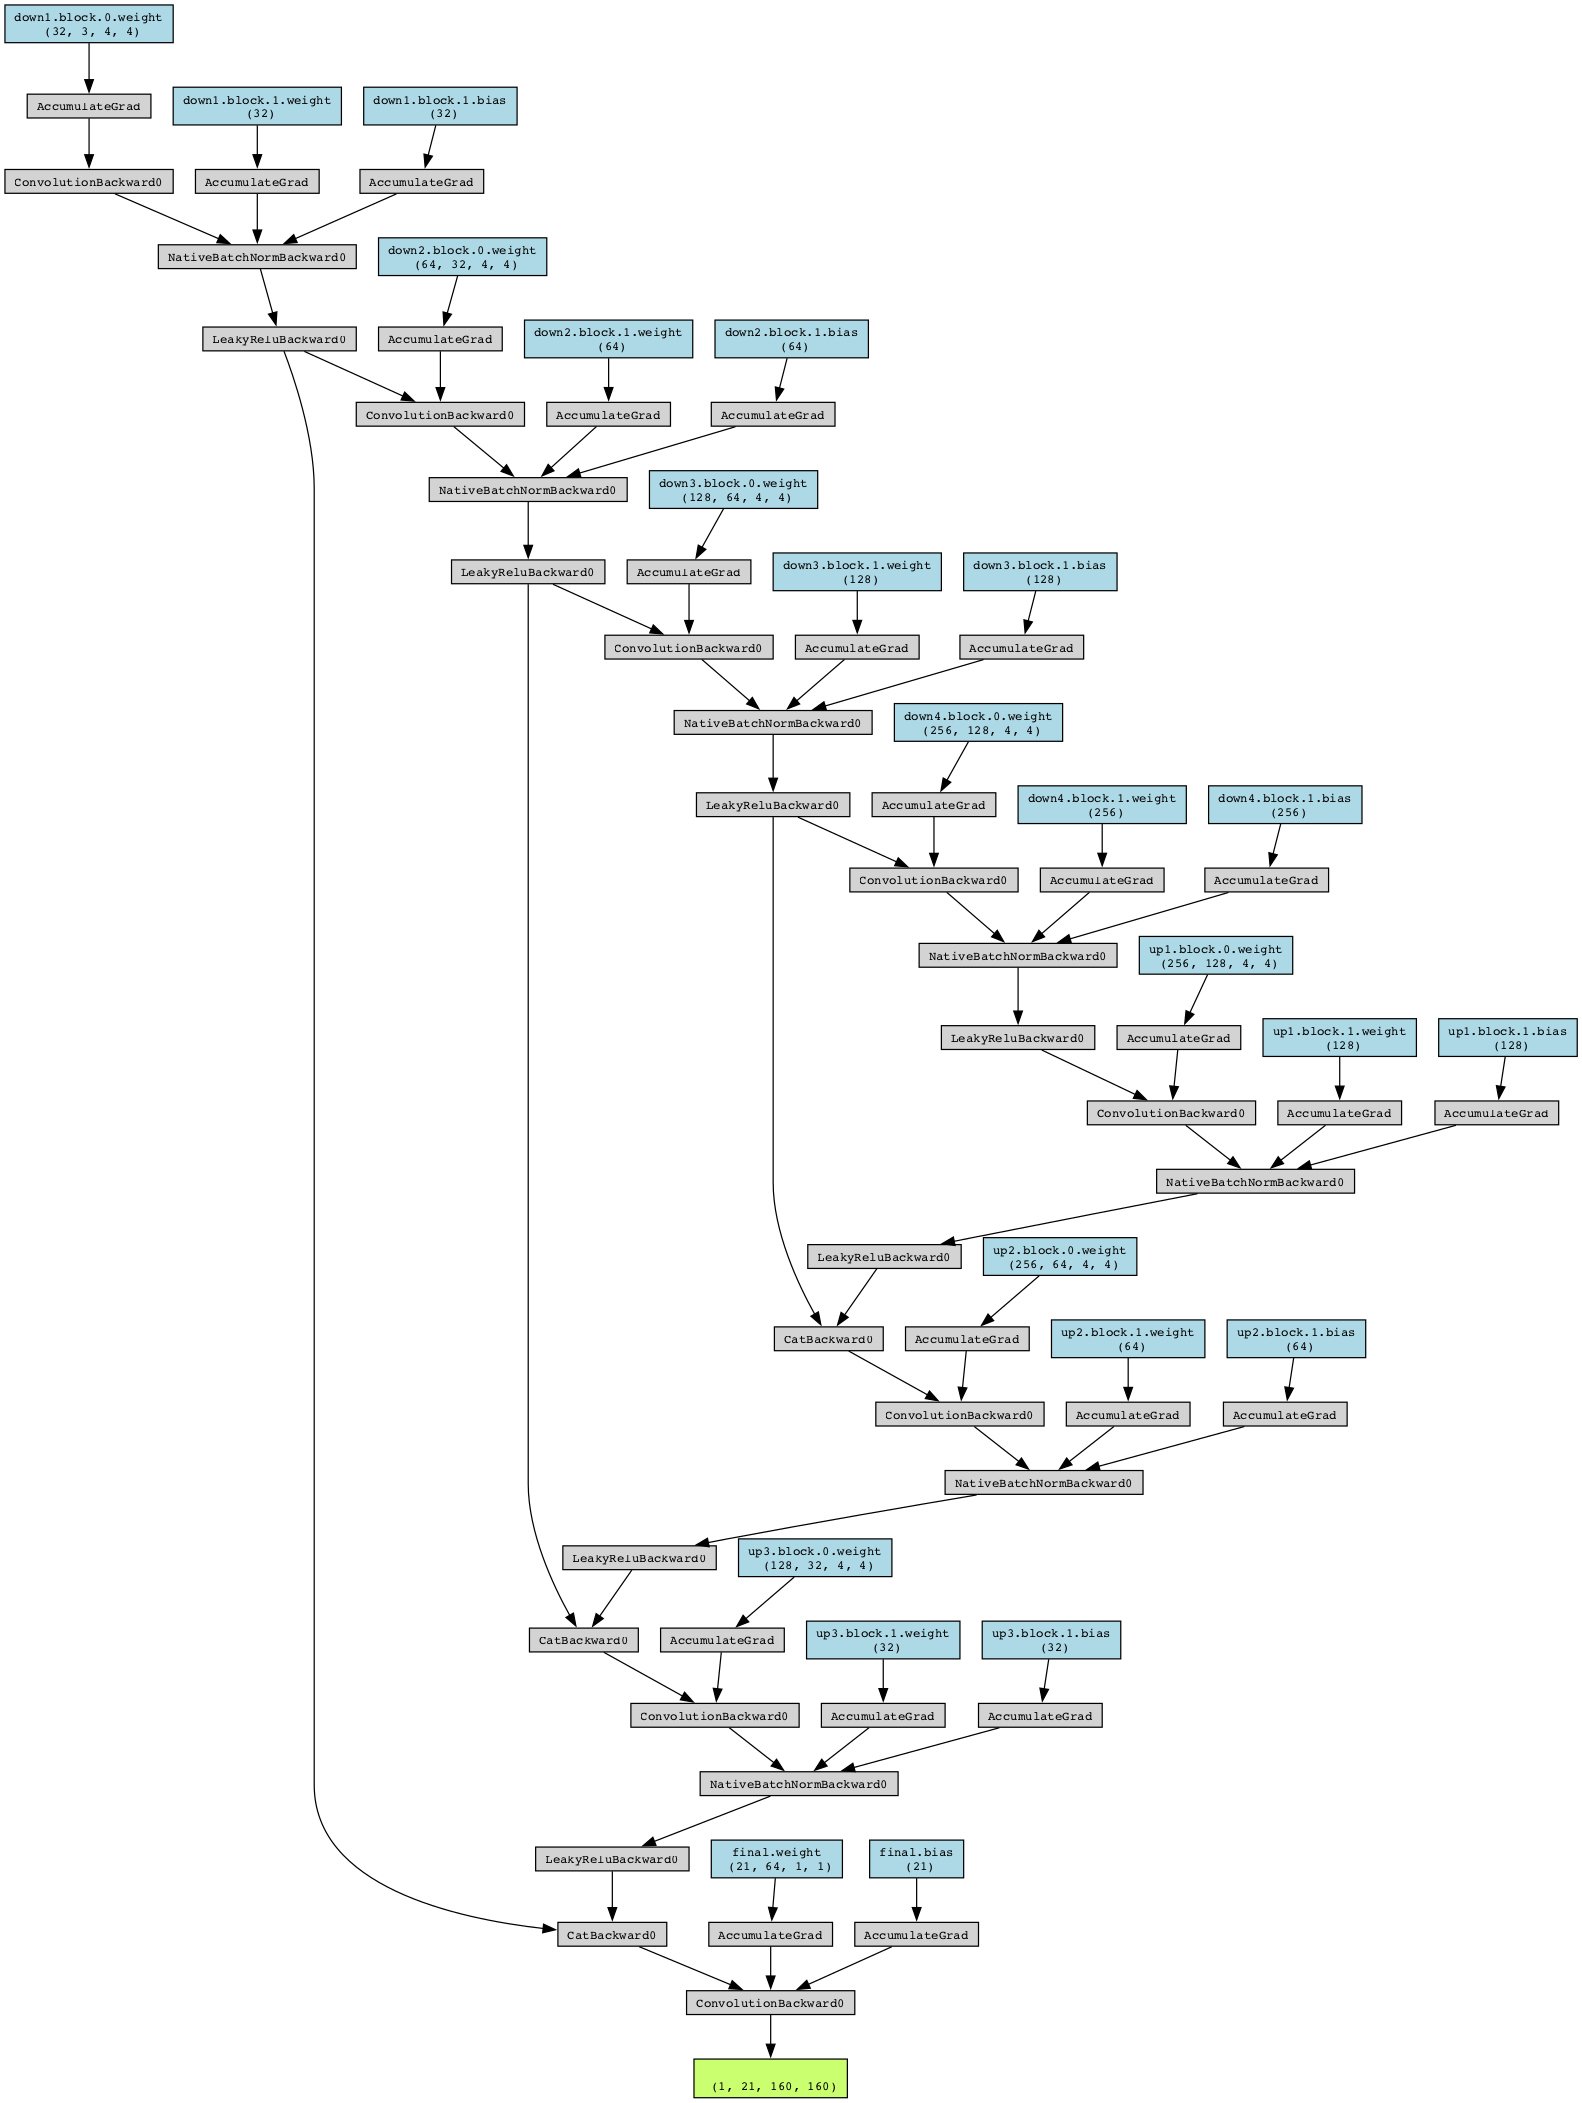 down1.block.0.weight
(32, 3, 4, 4)
AccumulateGrad
down1.block.1.weight
(32)
down1.block.1.bias
(32)
ConvolutionBackward0
AccumulateGrad
AccumulateGrad
NativeBatchNormBackward0
down2.block.0.weight
(64, 32, 4, 4)
LeakyReluBackward0
AccumulateGrad
down2.block.1.weight
(64)
down2.block.1.bias
(64)
ConvolutionBackward0
AccumulateGrad
AccumulateGrad
NativeBatchNormBackward0
down3.block.0.weight
(128, 64, 4, 4)
LeakyReluBackward0
AccumulateGrad
down3.block.1.weight
(128)
down3.block.1.bias
(128)
ConvolutionBackward0
AccumulateGrad
AccumulateGrad
NativeBatchNormBackward0
down4.block.0.weight
(256, 128, 4, 4)
LeakyReluBackward0
AccumulateGrad
down4.block.1.weight
(256)
down4.block.1.bias
(256)
ConvolutionBackward0
AccumulateGrad
AccumulateGrad
NativeBatchNormBackward0
up1.block.0.weight
(256, 128, 4, 4)
LeakyReluBackward0
AccumulateGrad
up1.block.1.weight
(128)
up1.block.1.bias
(128)
ConvolutionBackward0
AccumulateGrad
AccumulateGrad
NativeBatchNormBackward0
LeakyReluBackward0
up2.block.0.weight
(256, 64, 4, 4)
CatBackward0
AccumulateGrad
up2.block.1.weight
(64)
up2.block.1.bias
(64)
ConvolutionBackward0
AccumulateGrad
AccumulateGrad
NativeBatchNormBackward0
LeakyReluBackward0
up3.block.0.weight
(128, 32, 4, 4)
CatBackward0
AccumulateGrad
up3.block.1.weight
(32)
up3.block.1.bias
(32)
ConvolutionBackward0
AccumulateGrad
AccumulateGrad
NativeBatchNormBackward0
LeakyReluBackward0
final.weight
(21, 64, 1, 1)
final.bias
(21)
CatBackward0
AccumulateGrad
AccumulateGrad
ConvolutionBackward0
(1, 21, 160, 160)